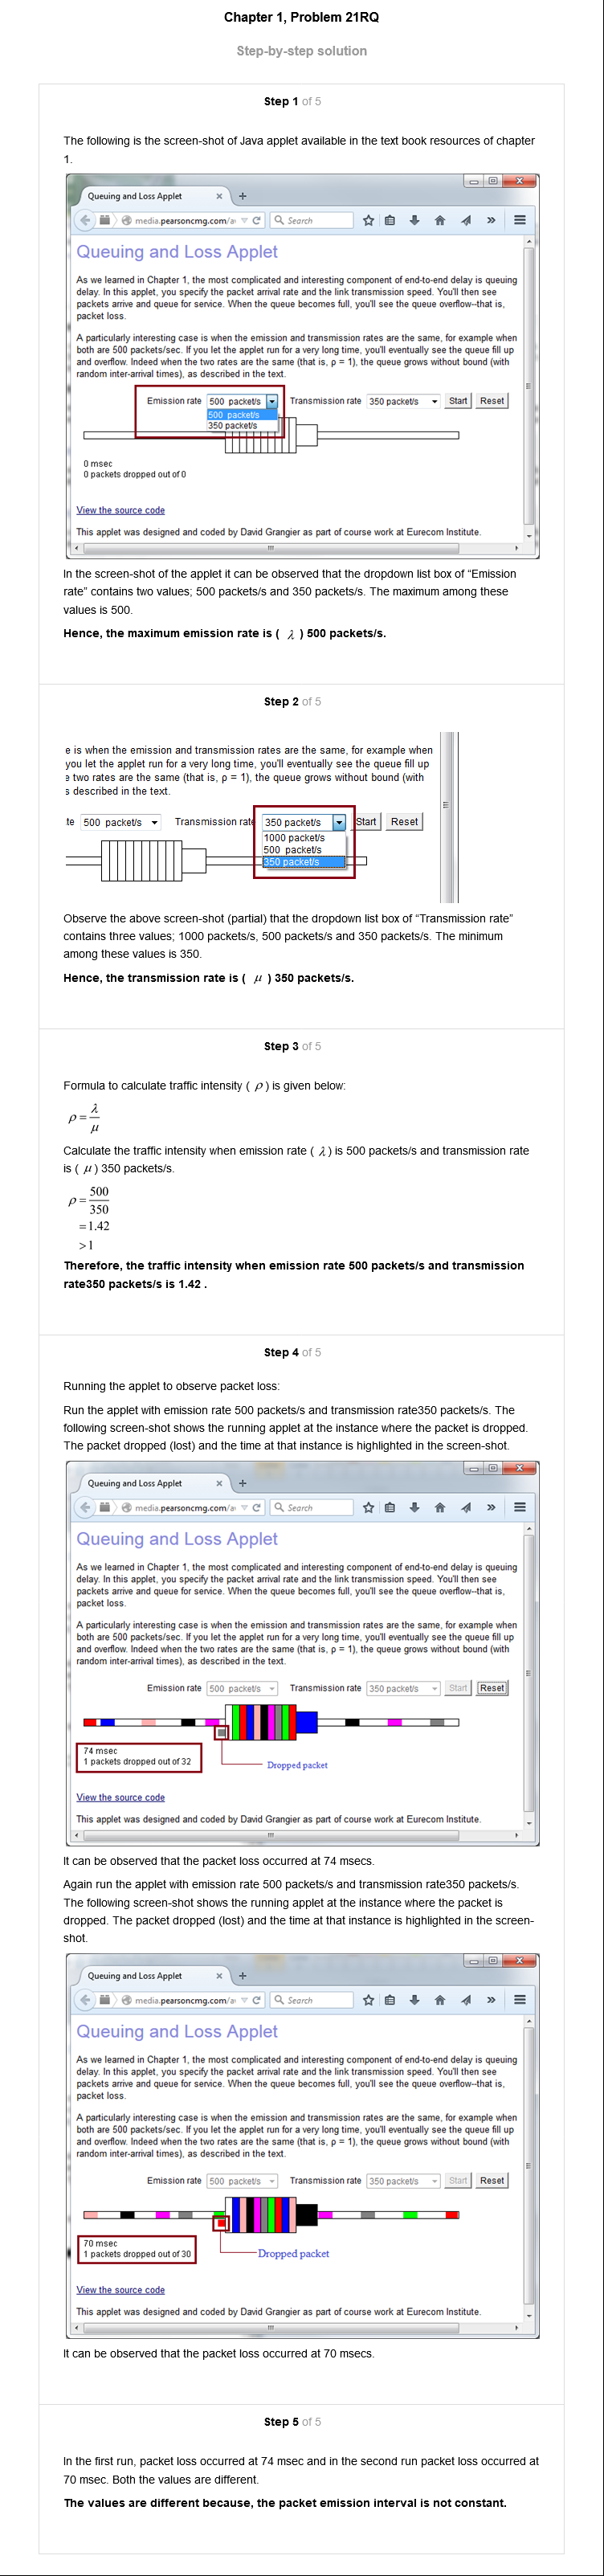 Chapter 1, Problem 21RQ
Step-by-step solution
Step 1 of 5
The following is the screen-shot of Java applet available in the text book resources of chapter
1.
Queuing and Loss Applet × +
media.pearsoncmg.com/a Search
Queuing and Loss Applet
As we learned in Chapter 1, the most complicated and interesting component of end-to-end delay is queuing
delay. In this applet, you specify the packet arrival rate and the link transmission speed. You'll then see
packets arrive and queue for service. When the queue becomes full, you'll see the queue overflow--that is,
packet loss.
A particularly interesting case is when the emission and transmission rates are the same, for example when
both are 500 packets/sec. If you let the applet run for a very long time, you'll eventually see the queue fill up
and overflow. Indeed when the two rates are the same (that is, ρ = 1), the queue grows without bound (with
random inter-arrival times), as described in the text.
Emission rate 500 packet/s Transmission rate 350 packet/s Start Reset
500 packet/s
350 packet/s
0 msec
0 packets dropped out of 0
View the source code
This applet was designed and coded by David Grangier as part of course work at Eurecom Institute.
In the screen-shot of the applet it can be observed that the dropdown list box of “Emission
rate” contains two values; 500 packets/s and 350 packets/s. The maximum among these
values is 500.
Hence, the maximum emission rate is ( λ ) 500 packets/s.
Step 2 of 5
e is when the emission and transmission rates are the same, for example when
you let the applet run for a very long time, you'll eventually see the queue fill up
e two rates are the same (that is, ρ = 1), the queue grows without bound (with
s described in the text.
te 500 packet/s Transmission rate 350 packet/s Start Reset
1000 packet/s
500 packet/s
350 packet/s
Observe the above screen-shot (partial) that the dropdown list box of “Transmission rate”
contains three values; 1000 packets/s, 500 packets/s and 350 packets/s. The minimum
among these values is 350.
Hence, the transmission rate is ( μ ) 350 packets/s.
Step 3 of 5
Formula to calculate traffic intensity ( ρ ) is given below:
ρ = λ / μ
Calculate the traffic intensity when emission rate ( λ ) is 500 packets/s and transmission rate
is ( μ ) 350 packets/s.
ρ = 500 / 350
= 1.42
> 1
Therefore, the traffic intensity when emission rate 500 packets/s and transmission
rate350 packets/s is 1.42 .
Step 4 of 5
Running the applet to observe packet loss:
Run the applet with emission rate 500 packets/s and transmission rate350 packets/s. The
following screen-shot shows the running applet at the instance where the packet is dropped.
The packet dropped (lost) and the time at that instance is highlighted in the screen-shot.
Queuing and Loss Applet × +
media.pearsoncmg.com/a Search
Queuing and Loss Applet
As we learned in Chapter 1, the most complicated and interesting component of end-to-end delay is queuing
delay. In this applet, you specify the packet arrival rate and the link transmission speed. You'll then see
packets arrive and queue for service. When the queue becomes full, you'll see the queue overflow--that is,
packet loss.
A particularly interesting case is when the emission and transmission rates are the same, for example when
both are 500 packets/sec. If you let the applet run for a very long time, you'll eventually see the queue fill up
and overflow. Indeed when the two rates are the same (that is, ρ = 1), the queue grows without bound (with
random inter-arrival times), as described in the text.
Emission rate 500 packet/s Transmission rate 350 packet/s Start Reset
74 msec
1 packets dropped out of 32
Dropped packet
View the source code
This applet was designed and coded by David Grangier as part of course work at Eurecom Institute.
It can be observed that the packet loss occurred at 74 msecs.
Again run the applet with emission rate 500 packets/s and transmission rate350 packets/s.
The following screen-shot shows the running applet at the instance where the packet is
dropped. The packet dropped (lost) and the time at that instance is highlighted in the screen-
shot.
Queuing and Loss Applet × +
media.pearsoncmg.com/a Search
Queuing and Loss Applet
As we learned in Chapter 1, the most complicated and interesting component of end-to-end delay is queuing
delay. In this applet, you specify the packet arrival rate and the link transmission speed. You'll then see
packets arrive and queue for service. When the queue becomes full, you'll see the queue overflow--that is,
packet loss.
A particularly interesting case is when the emission and transmission rates are the same, for example when
both are 500 packets/sec. If you let the applet run for a very long time, you'll eventually see the queue fill up
and overflow. Indeed when the two rates are the same (that is, ρ = 1), the queue grows without bound (with
random inter-arrival times), as described in the text.
Emission rate 500 packet/s Transmission rate 350 packet/s Start Reset
70 msec
1 packets dropped out of 30
Dropped packet
View the source code
This applet was designed and coded by David Grangier as part of course work at Eurecom Institute.
It can be observed that the packet loss occurred at 70 msecs.
Step 5 of 5
In the first run, packet loss occurred at 74 msec and in the second run packet loss occurred at
70 msec. Both the values are different.
The values are different because, the packet emission interval is not constant.